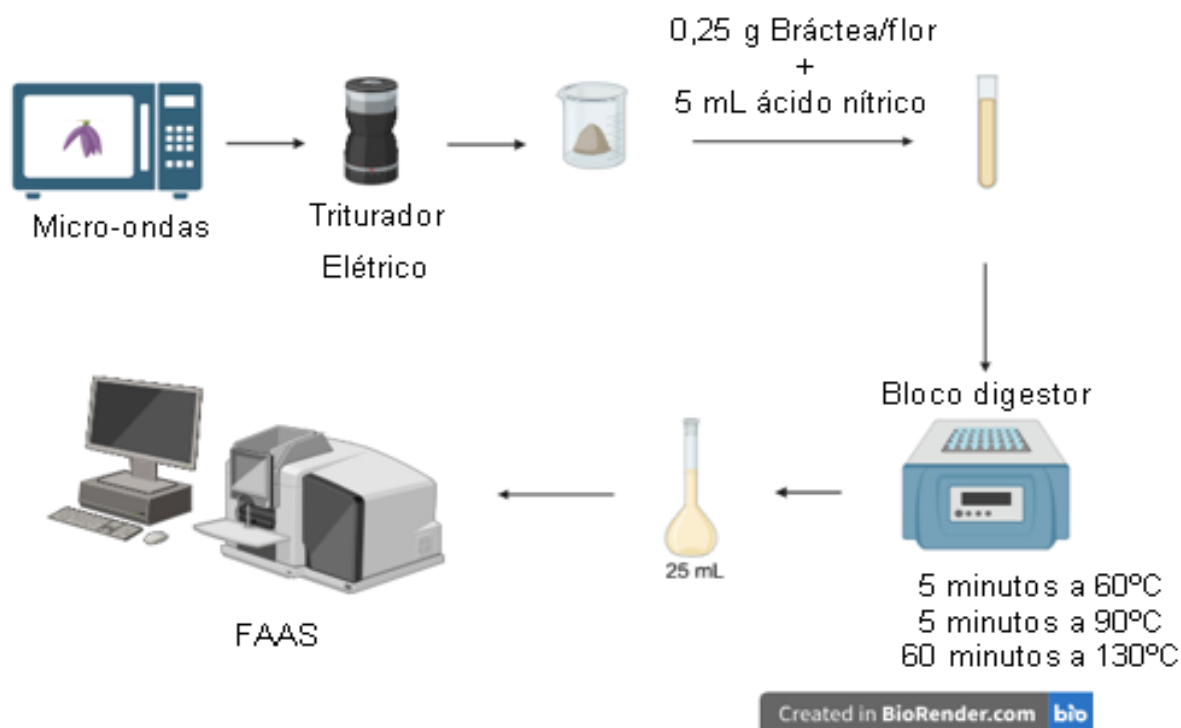 0,25 g Bráctea/flor
+
5 mL ácido nítrico
Micro-ondas
Triturador
Elétrico
Bloco digestor
5 minutos a 60ºC
5 minutos a 90ºC
60 minutos a 130ºC
25 mL
FAAS
Created in BioRender.com bio